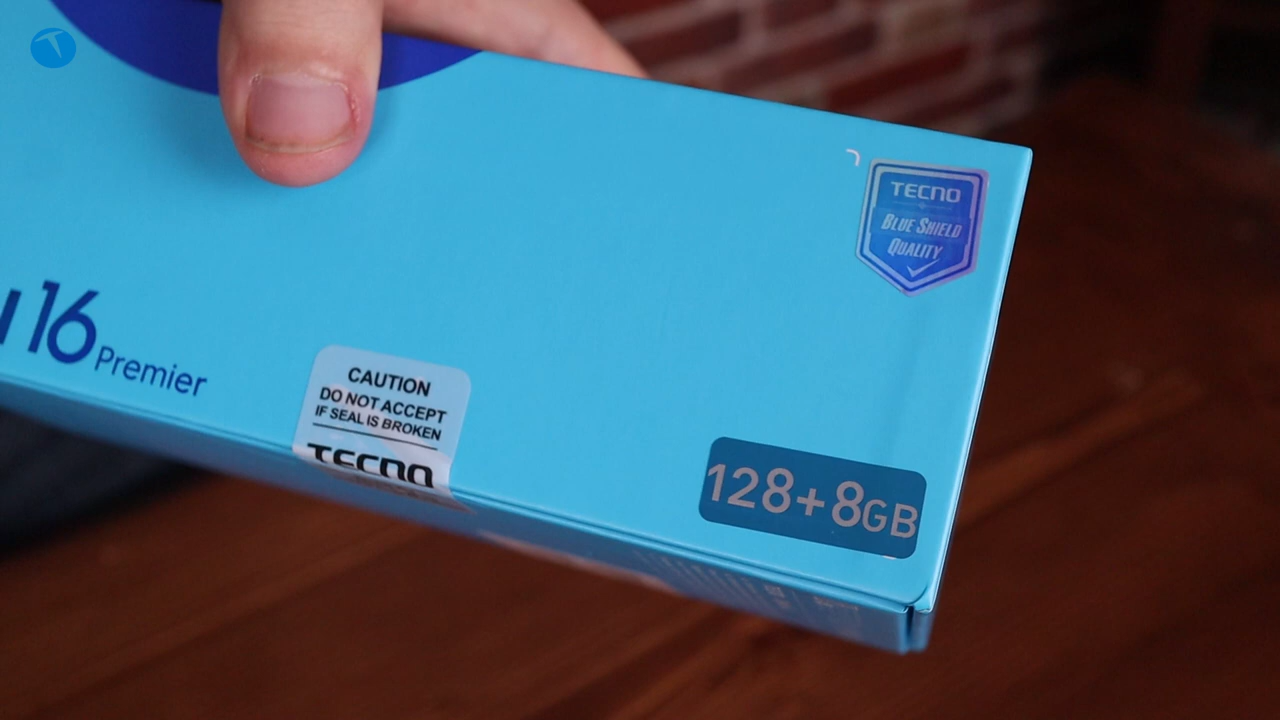 TECNO
BLUE SHIELD
QUALITY
16 Premier
CAUTION
DO NOT ACCEPT
IF SEAL IS BROKEN
TECNO
128+8GB